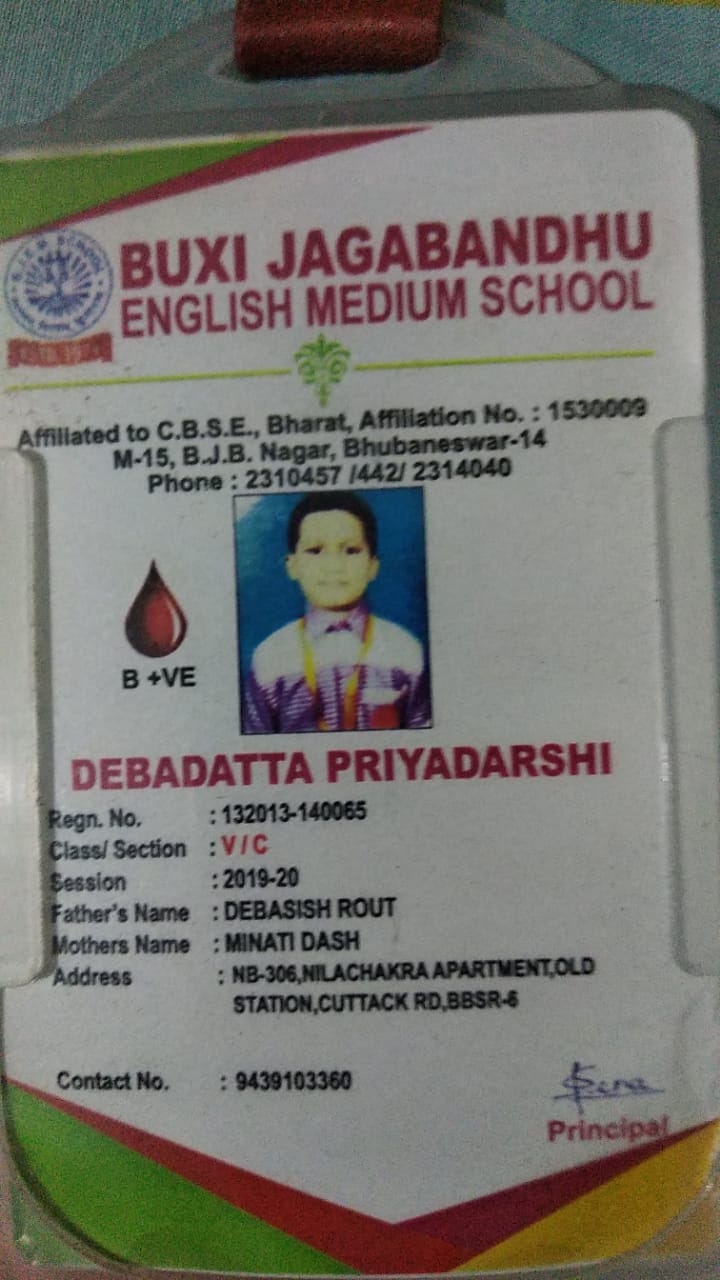 BUXI JAGABANDHU
ENGLISH MEDIUM SCHOOL
Affiliated to C.B.S.E., Bharat, Affiliation No. : 1530009
M-15, B.J.B. Nagar, Bhubaneswar-14
Phone : 2310457 /442/ 2314040
B +VE
DEBADATTA PRIYADARSHI
Regn. No. : 132013-140065
Class/ Section : V / C
Session : 2019-20
Father's Name : DEBASISH ROUT
Mothers Name : MINATI DASH
Address : NB-306,NILACHAKRA APARTMENT,OLD
STATION,CUTTACK RD,BBSR-6
Contact No. : 9439103360
Principal